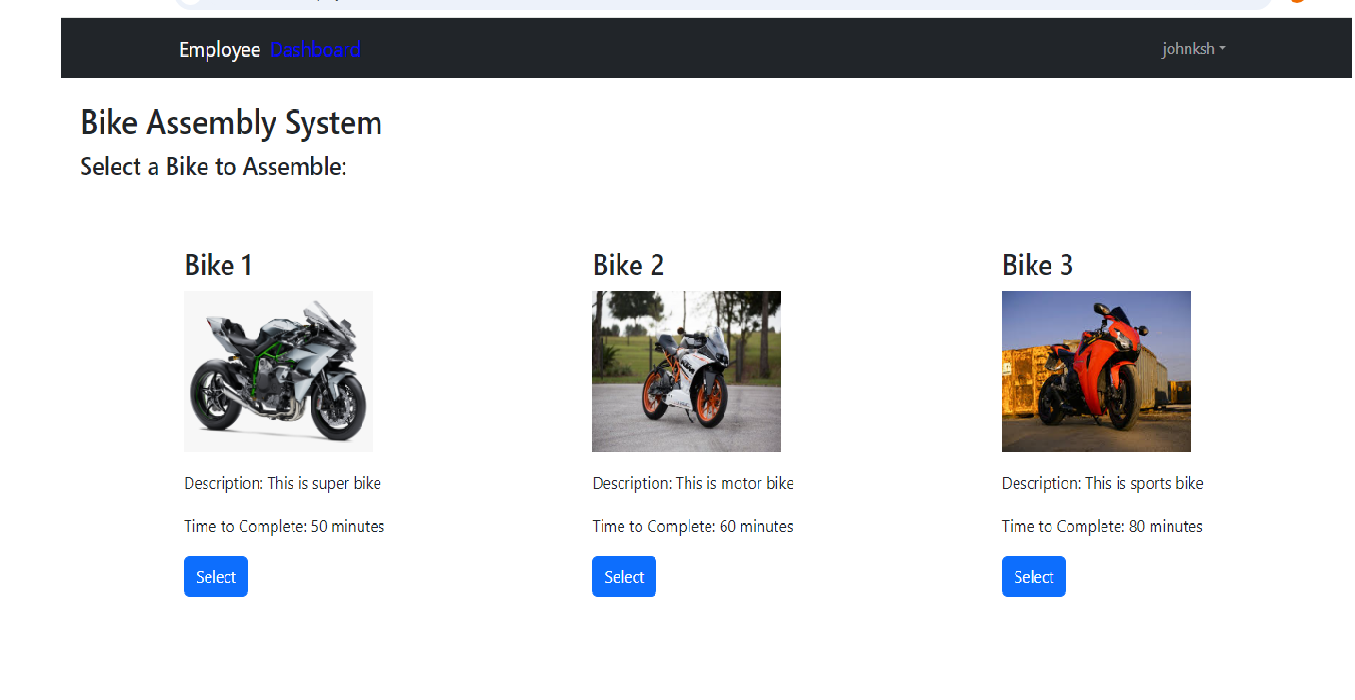 Employee Dashboard
johnksh
Bike Assembly System
Select a Bike to Assemble:
Bike 1
Bike 2
Bike 3
Description: This is super bike
Description: This is motor bike
Description: This is sports bike
Time to Complete: 50 minutes
Time to Complete: 60 minutes
Time to Complete: 80 minutes
Select
Select
Select